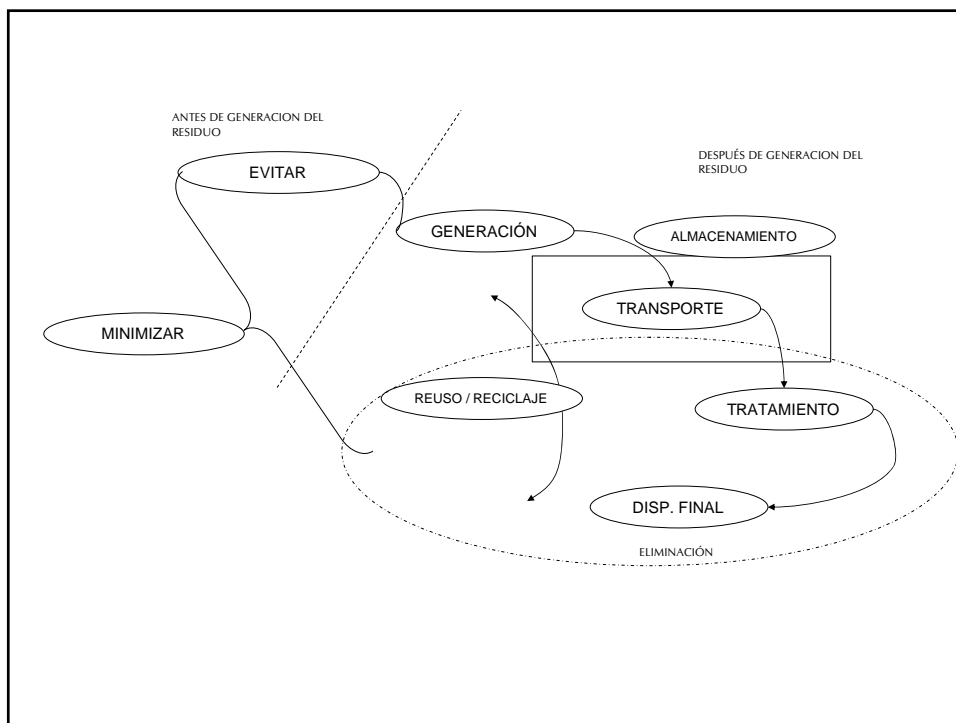 ANTES DE GENERACION DEL
RESIDUO
EVITAR
DESPUÉS DE GENERACION DEL
RESIDUO
GENERACIÓN
ALMACENAMIENTO
TRANSPORTE
MINIMIZAR
REUSO / RECICLAJE
TRATAMIENTO
DISP. FINAL
ELIMINACIÓN